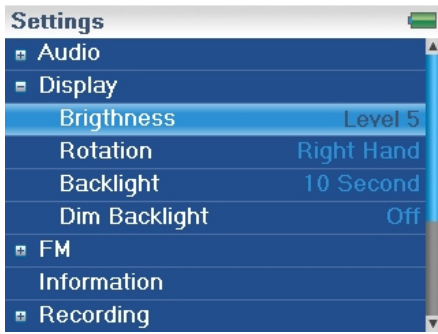 Settings
Audio
Display
Brigthness Level 5
Rotation Right Hand
Backlight 10 Second
Dim Backlight Off
FM
Information
Recording